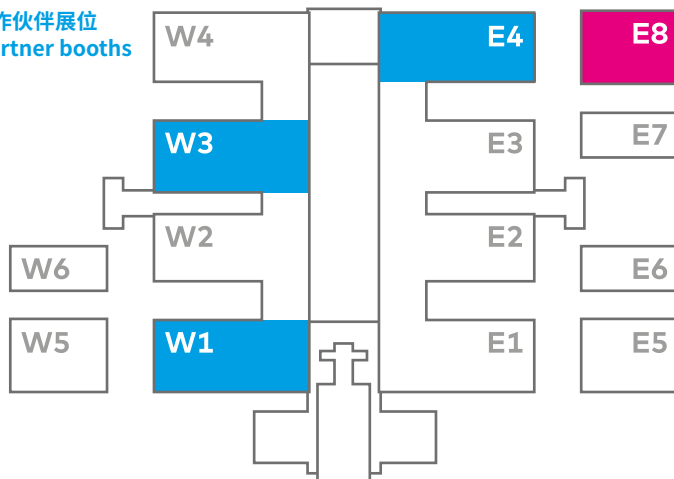 作伙伴展位
rtner booths
W4
E4
E8
W3
E3
E7
W2
E2
W6
E6
W5
W1
E1
E5